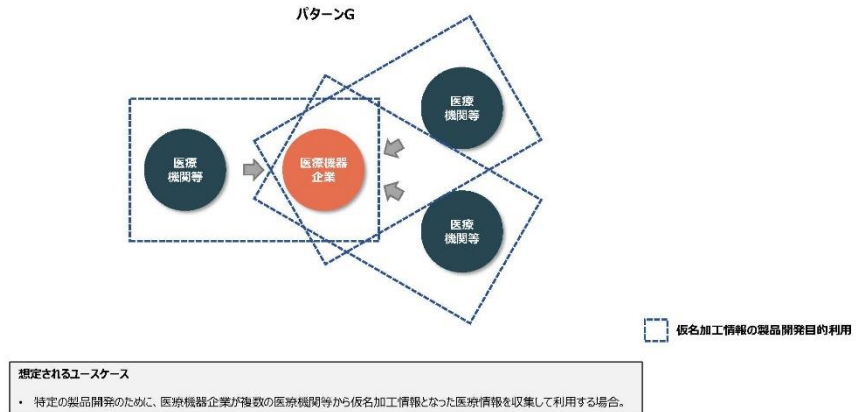 パターンG
医療
機関等
医療機器
企業
医療
機関等
医療
機関等
仮名加工情報の製品開発目的利用
想定されるユースケース
・ 特定の製品開発のために、医療機器企業が複数の医療機関等から仮名加工情報となった医療情報を収集して利用する場合。